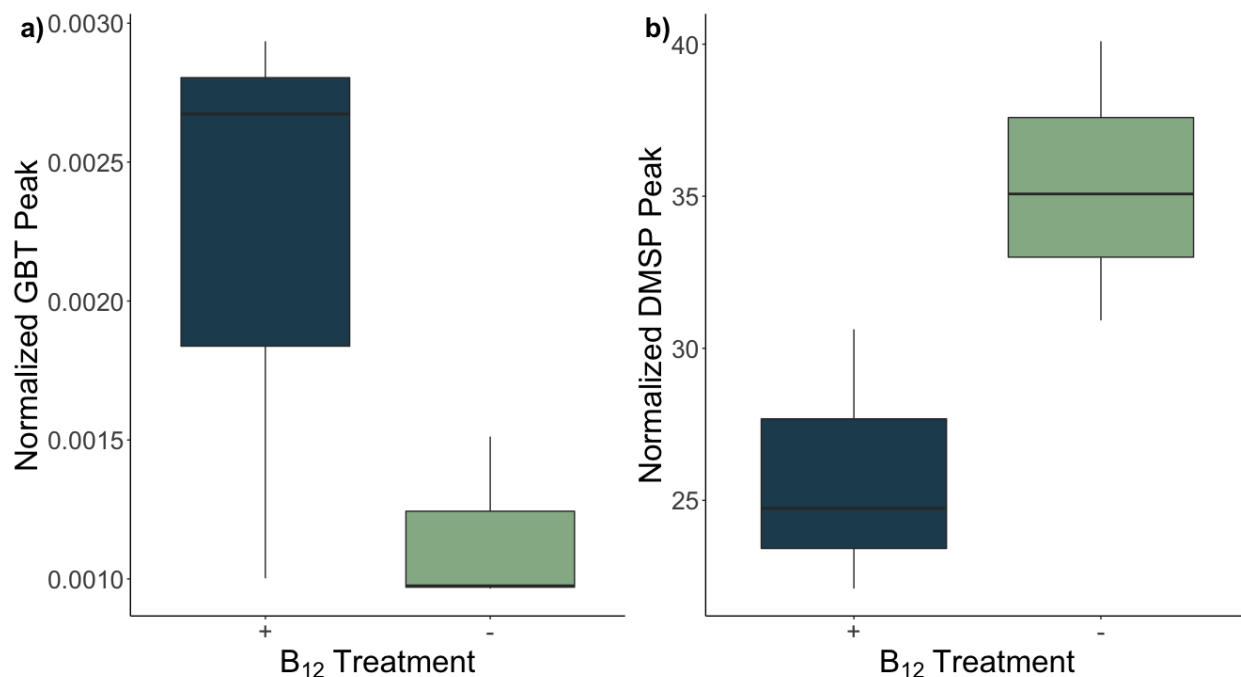 a)
Normalized GBT Peak
0.0030
0.0025
0.0020
0.0015
0.0010
+
-
B₁₂ Treatment
b)
Normalized DMSP Peak
40
35
30
25
+
-
B₁₂ Treatment